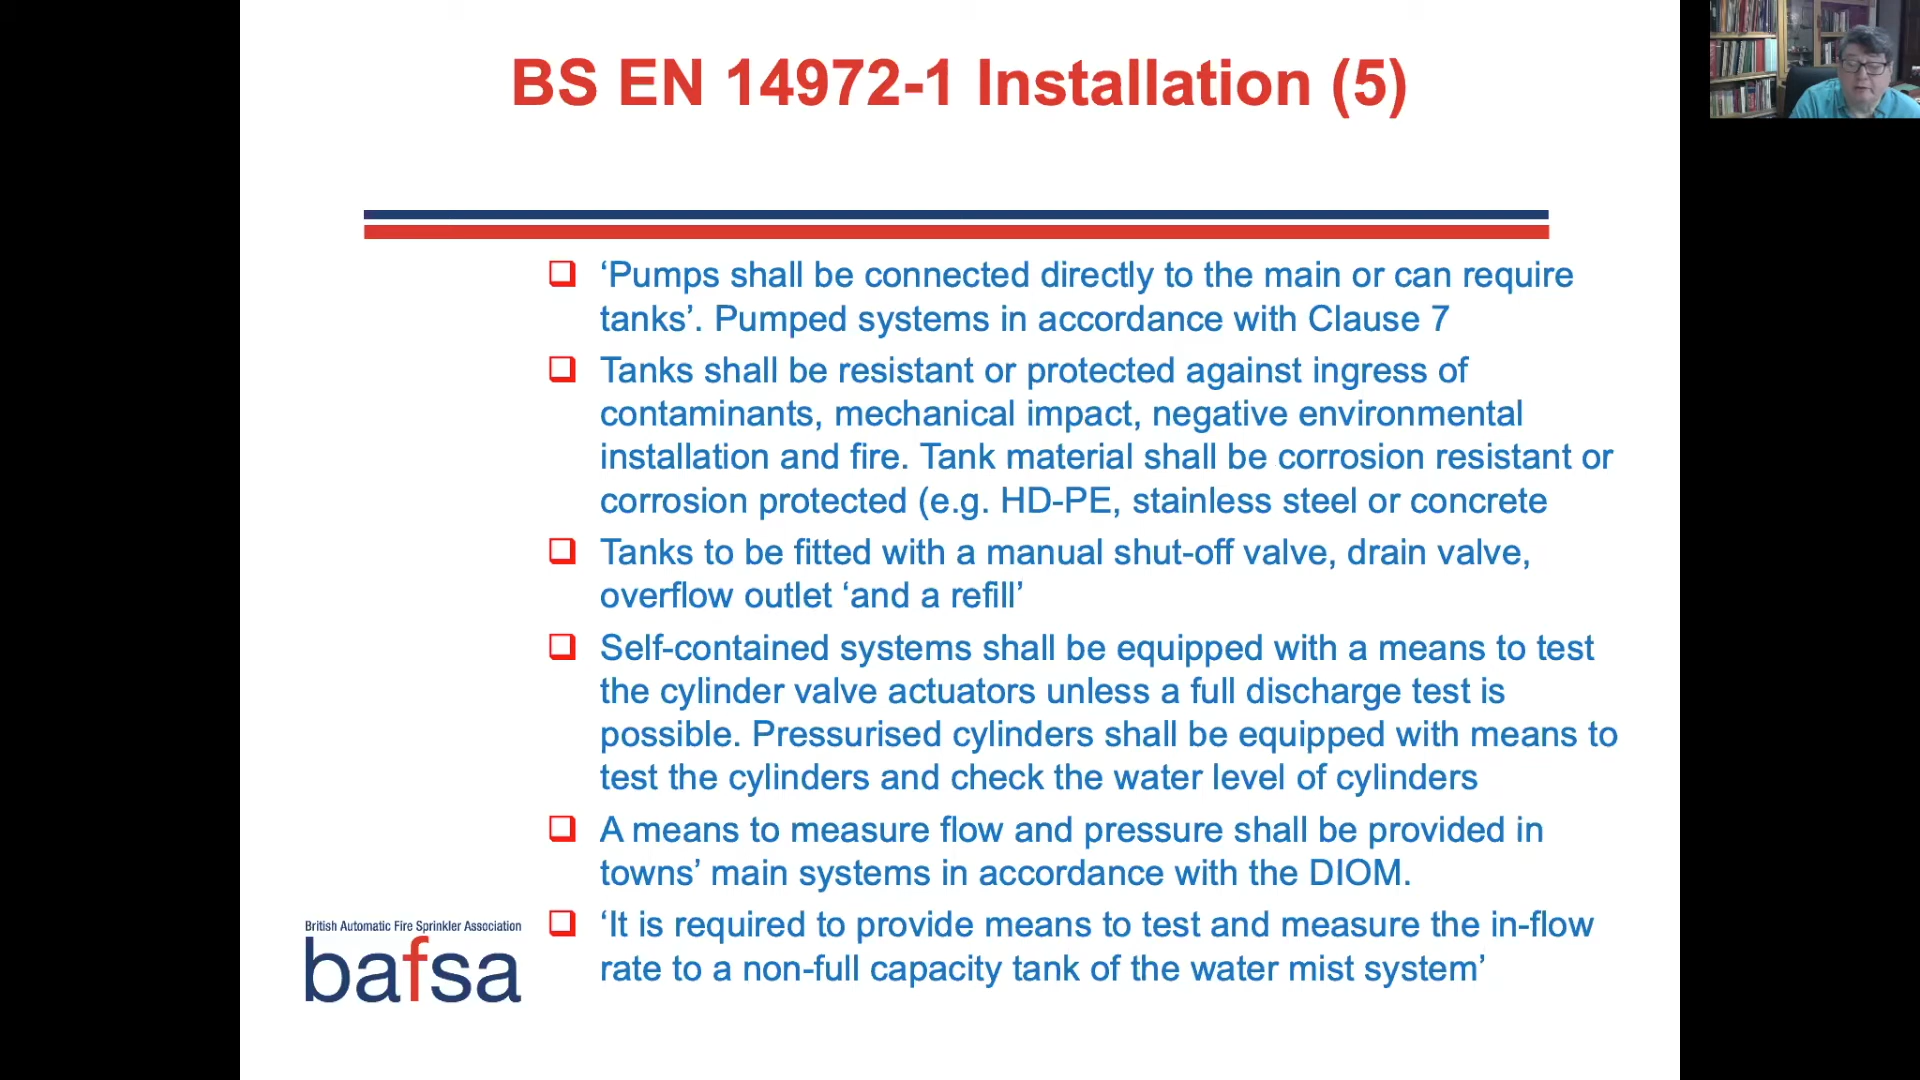 BS EN 14972-1 Installation (5)
‘Pumps shall be connected directly to the main or can require
tanks’. Pumped systems in accordance with Clause 7
Tanks shall be resistant or protected against ingress of
contaminants, mechanical impact, negative environmental
installation and fire. Tank material shall be corrosion resistant or
corrosion protected (e.g. HD-PE, stainless steel or concrete
Tanks to be fitted with a manual shut-off valve, drain valve,
overflow outlet ‘and a refill’
Self-contained systems shall be equipped with a means to test
the cylinder valve actuators unless a full discharge test is
possible. Pressurised cylinders shall be equipped with means to
test the cylinders and check the water level of cylinders
A means to measure flow and pressure shall be provided in
towns’ main systems in accordance with the DIOM.
‘It is required to provide means to test and measure the in-flow
rate to a non-full capacity tank of the water mist system’
British Automatic Fire Sprinkler Association
bafsa